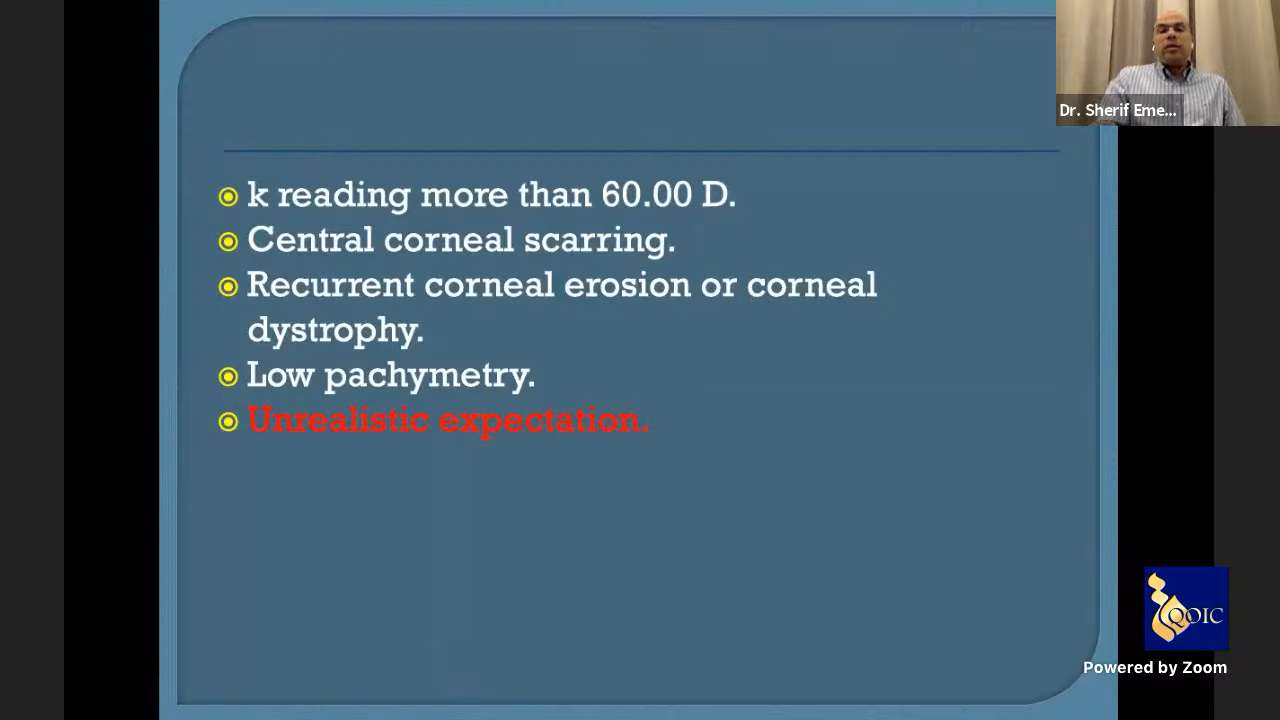 Dr. Sherif Eme...
k reading more than 60.00 D.
Central corneal scarring.
Recurrent corneal erosion or corneal
dystrophy.
Low pachymetry.
Unrealistic expectation.
QOIC
Powered by Zoom